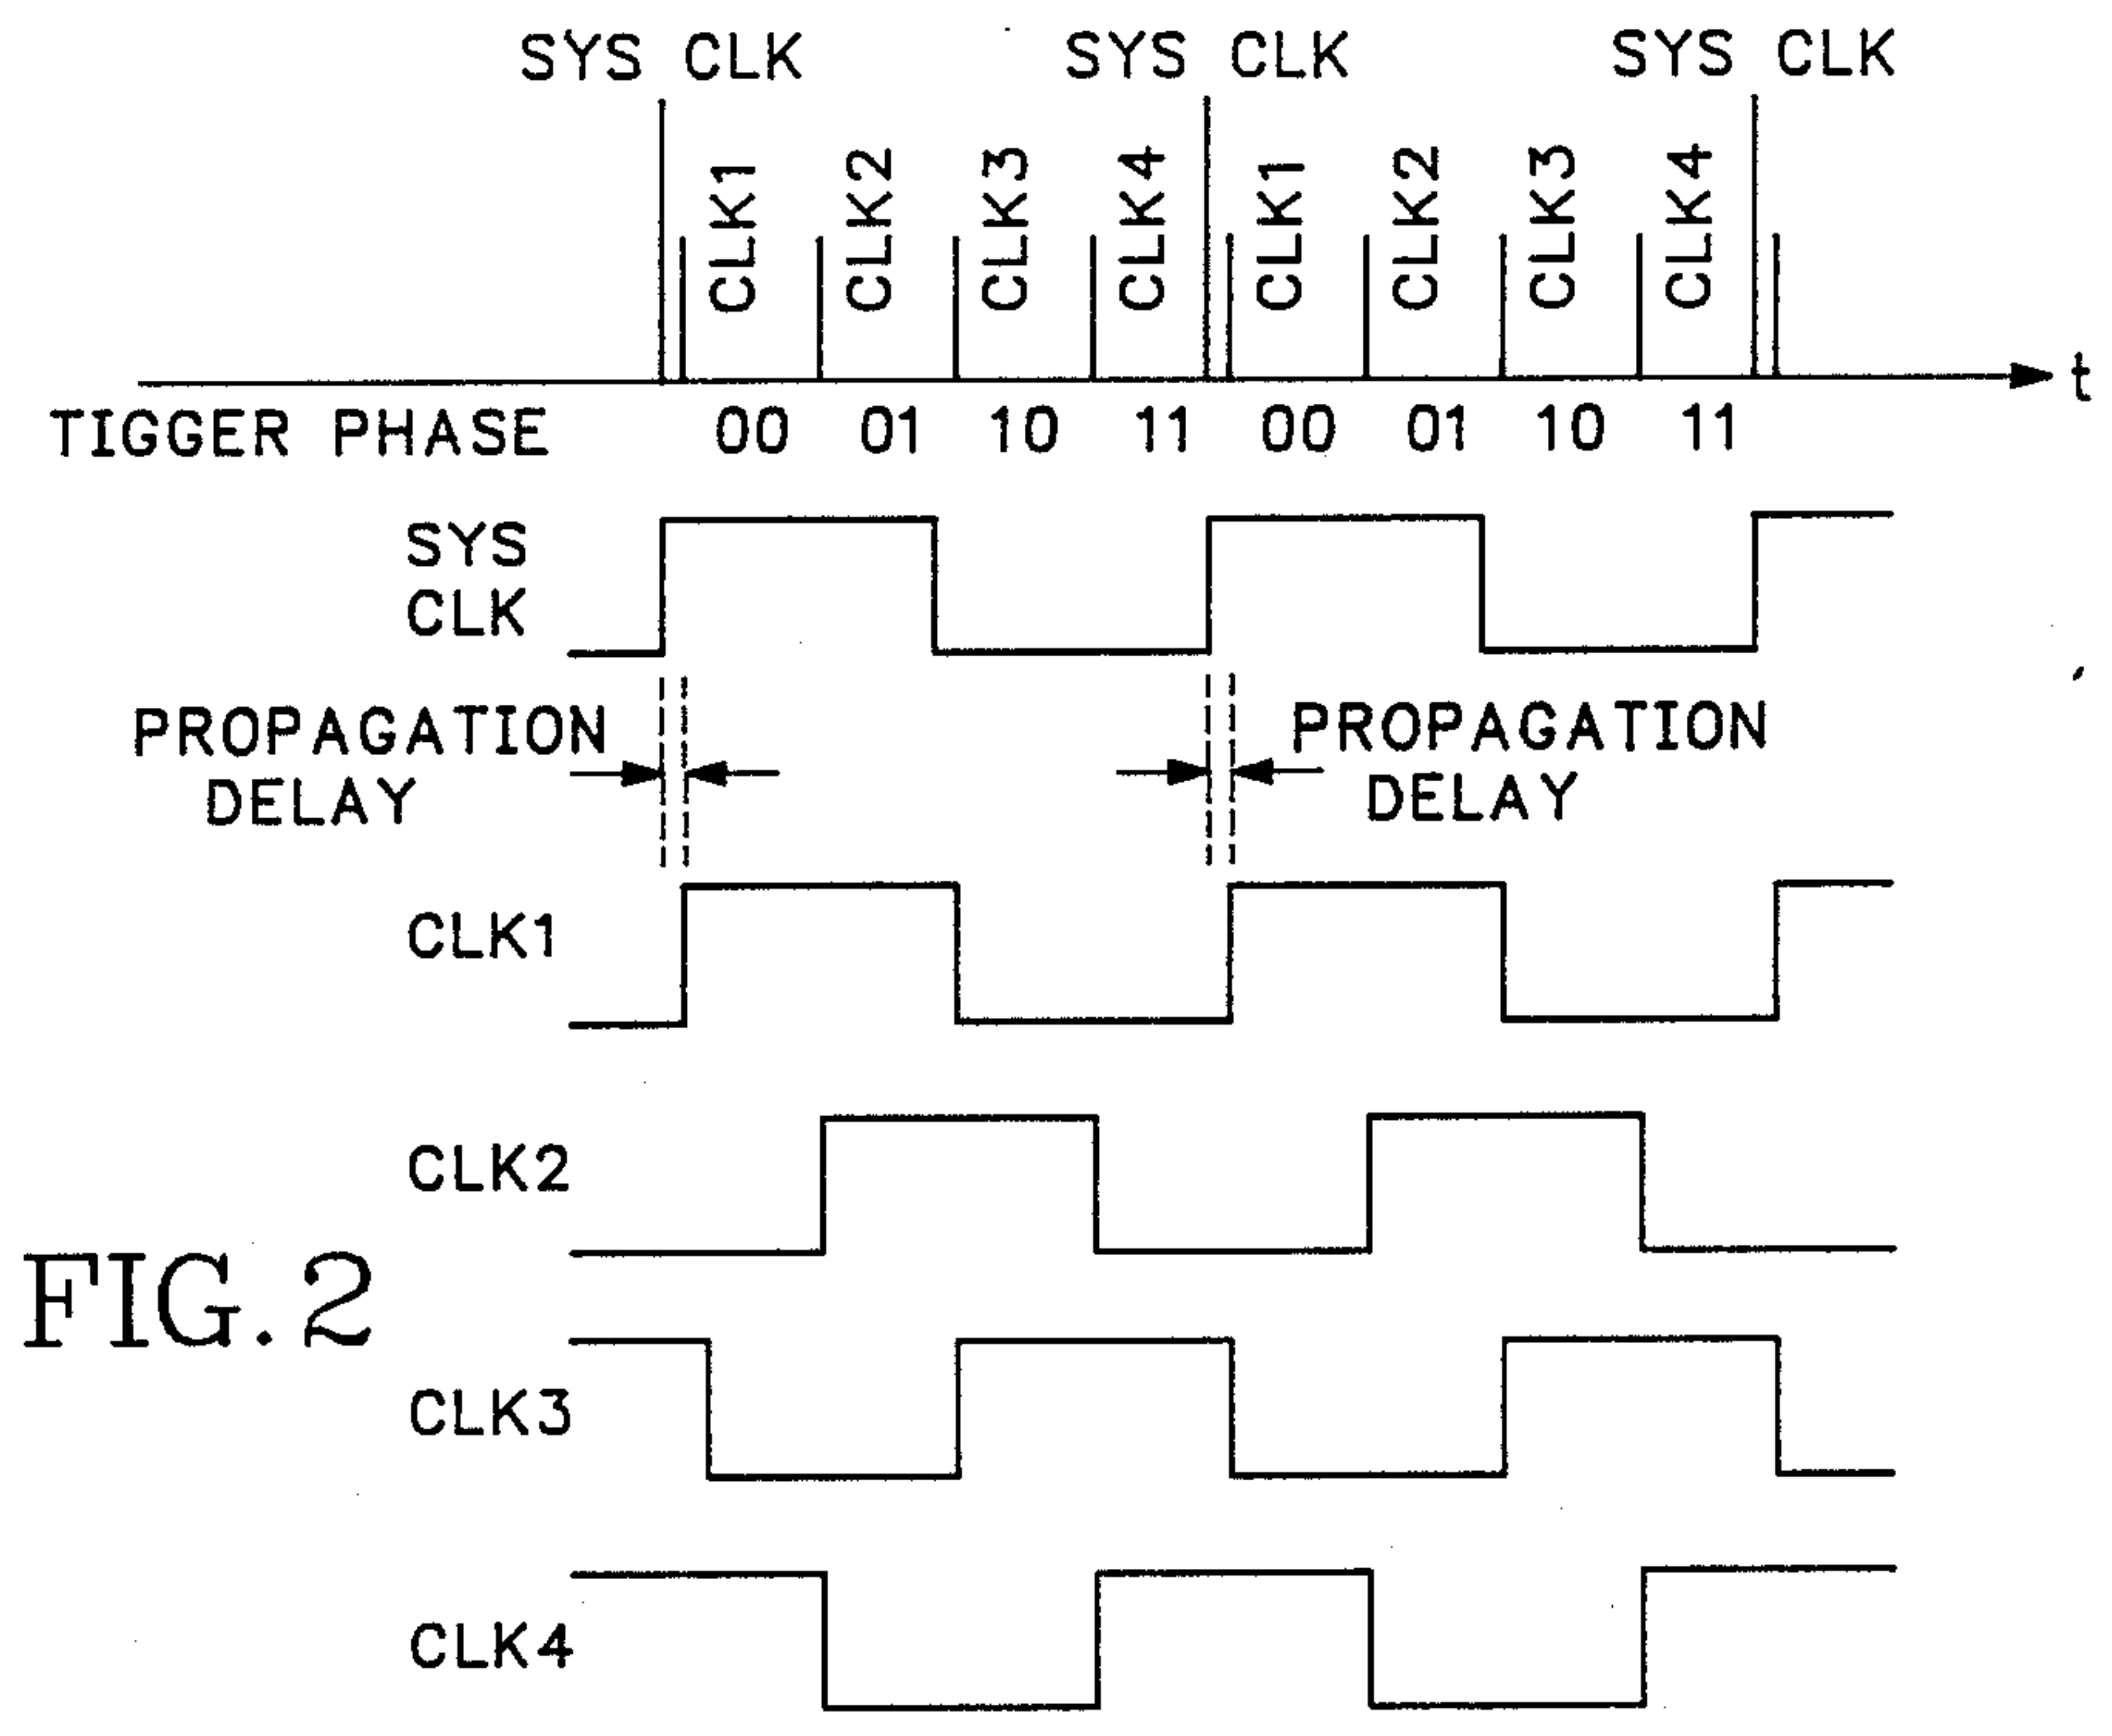 SYS CLK SYS CLK SYS CLK
CLK1 CLK2 CLK3 CLK4 CLK1 CLK2 CLK3 CLK4
t
TIGGER PHASE 00 01 10 11 00 01 10 11
SYS
CLK
PROPAGATION
DELAY
PROPAGATION
DELAY
CLK1
CLK2
FIG.2
CLK3
CLK4